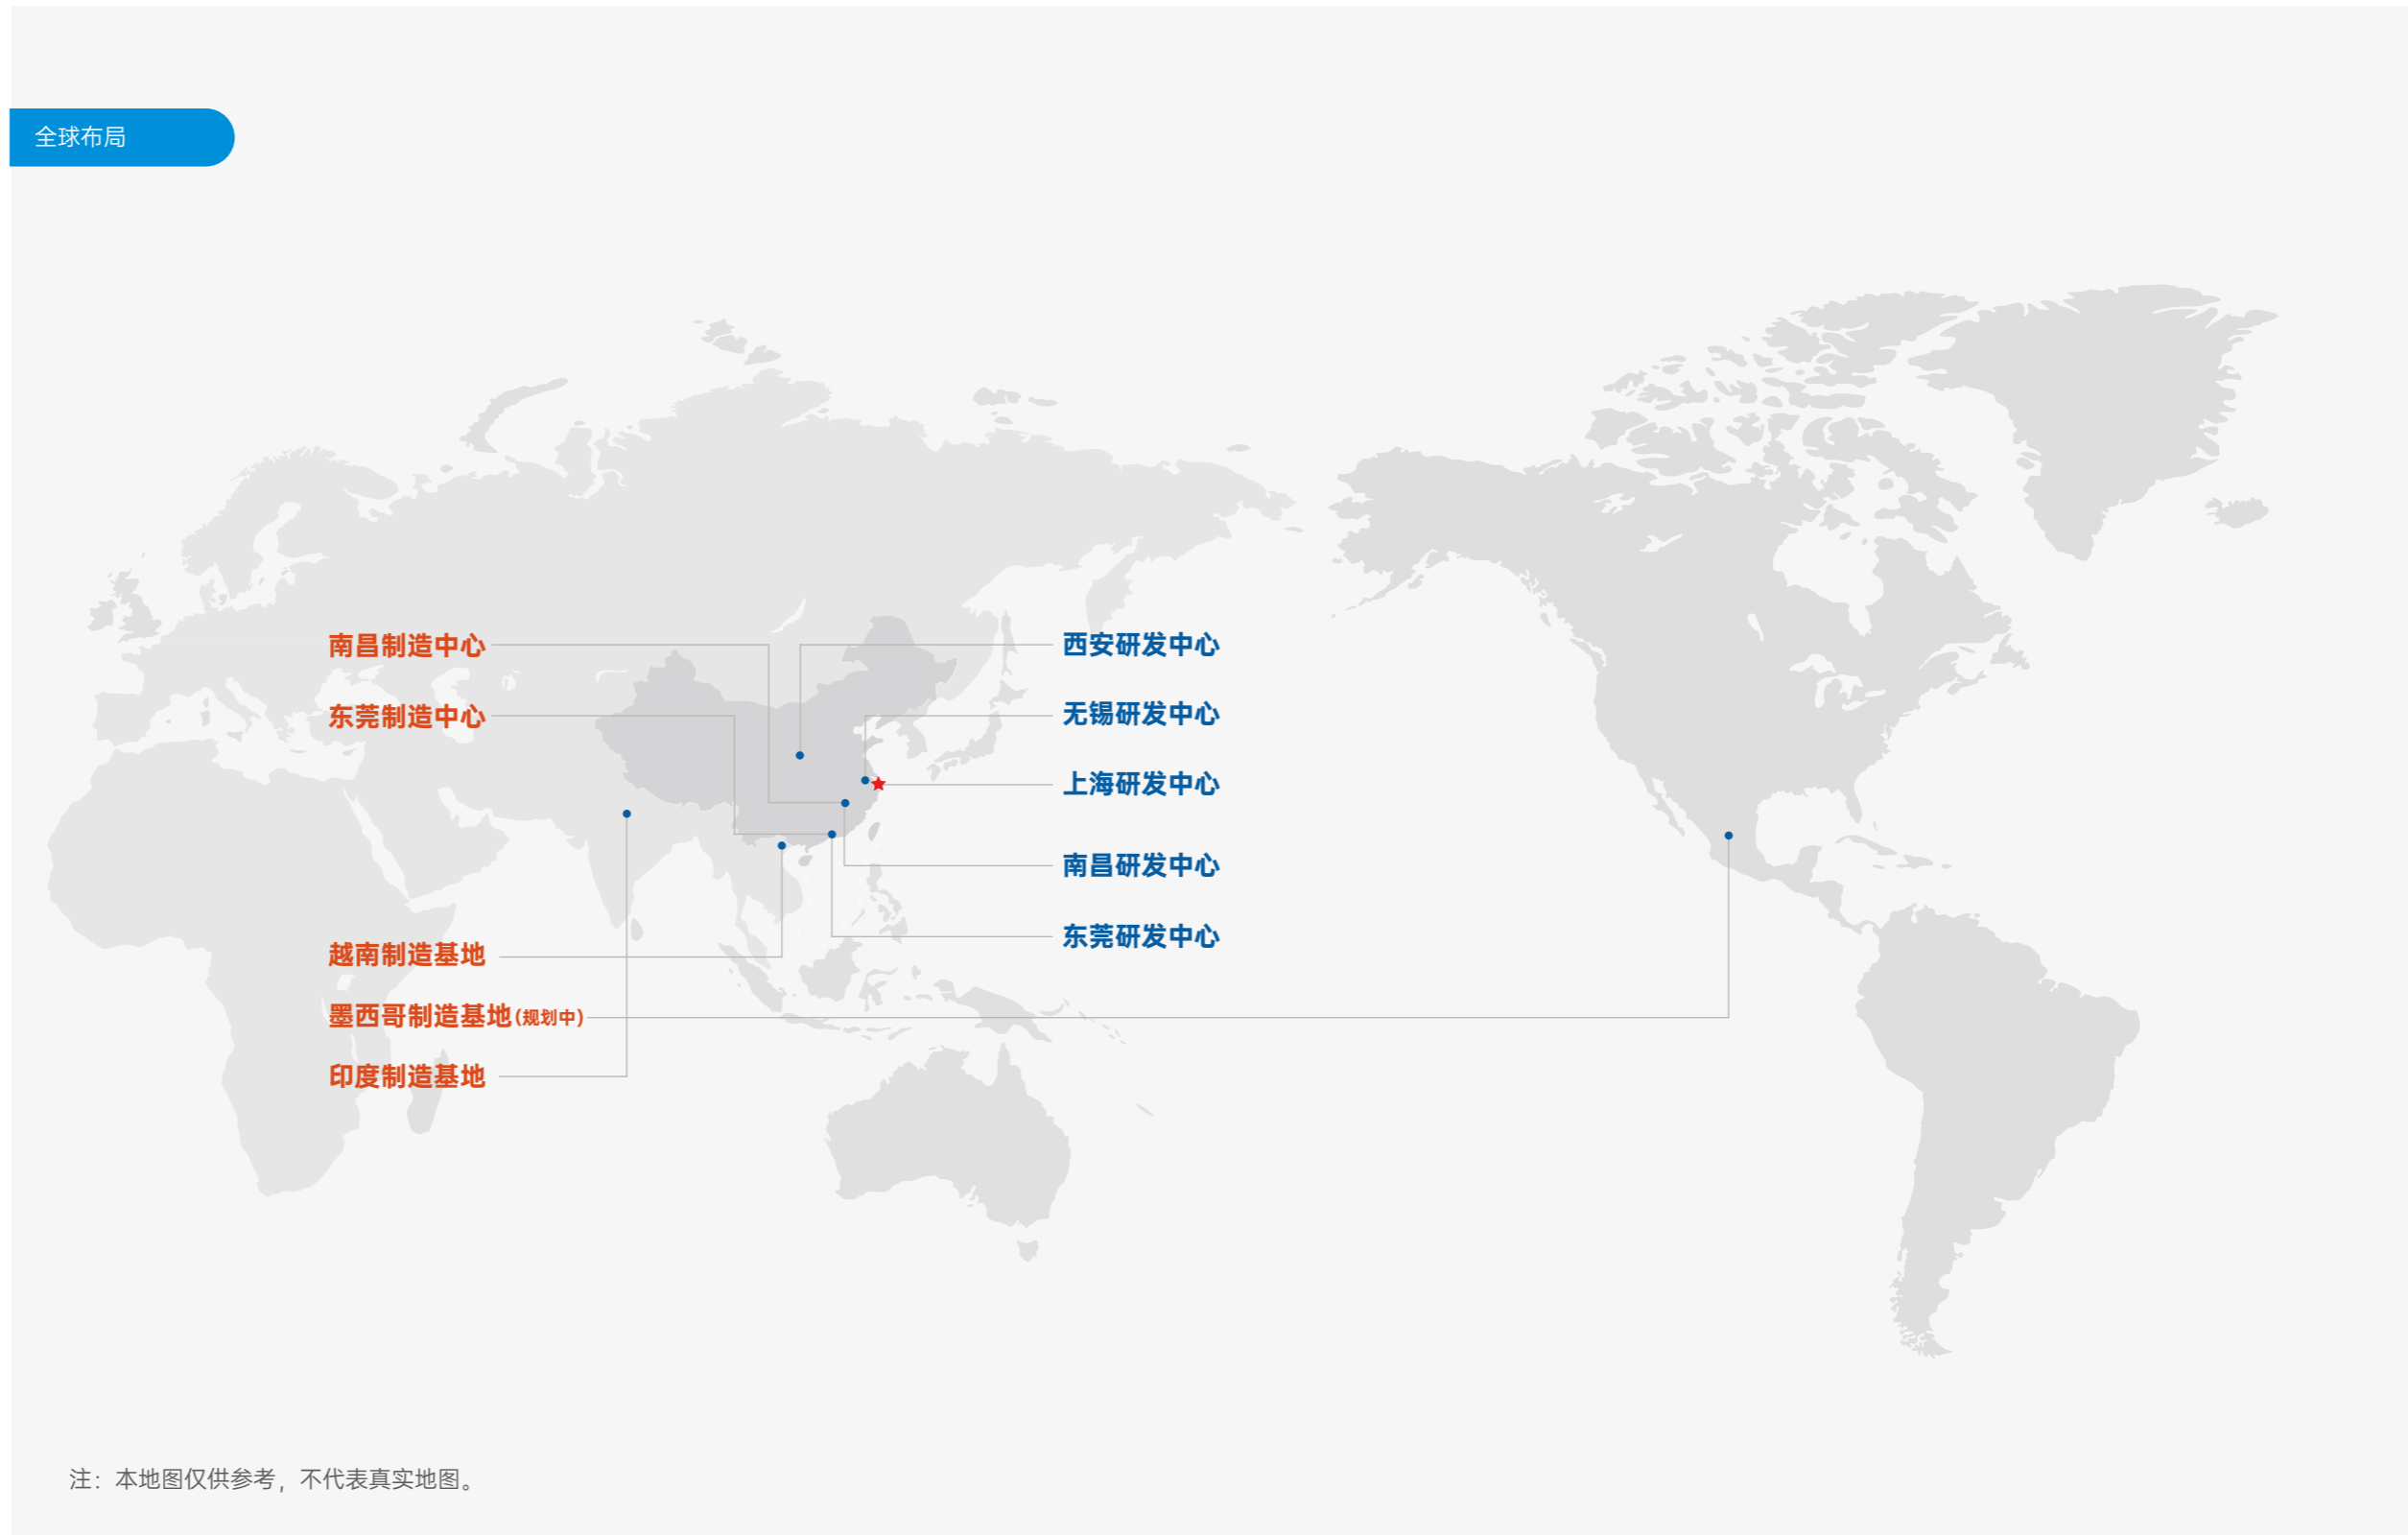 全球布局
南昌制造中心
东莞制造中心
越南制造基地
墨西哥制造基地(规划中)
印度制造基地
西安研发中心
无锡研发中心
上海研发中心
南昌研发中心
东莞研发中心
注：本地图仅供参考，不代表真实地图。